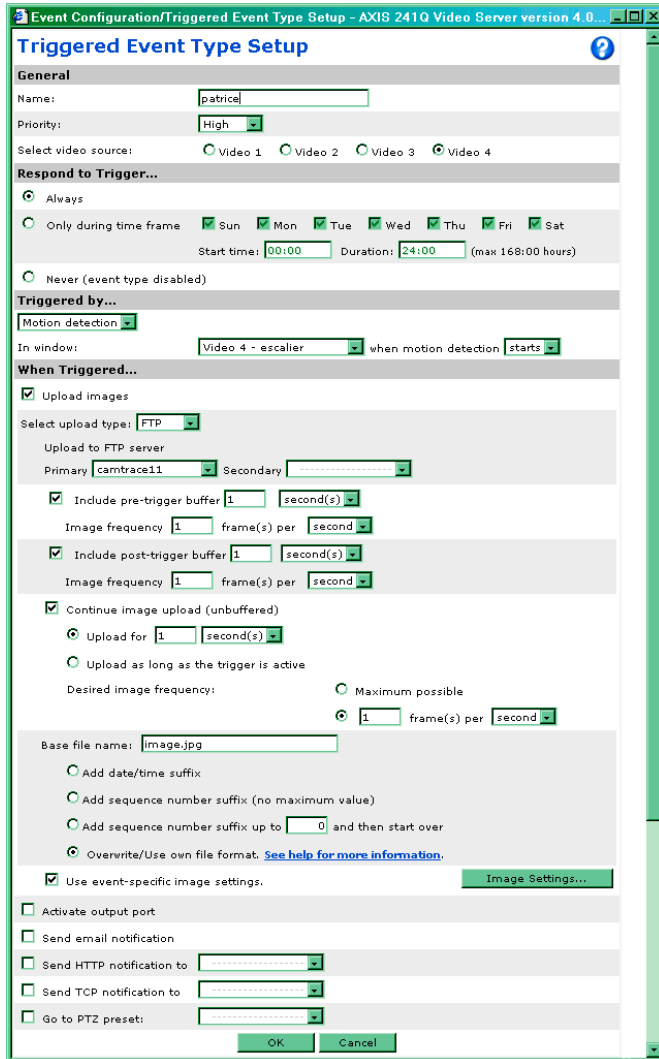 Event Configuration/Triggered Event Type Setup - AXIS 241Q Video Server version 4.0...
Triggered Event Type Setup
General
Name: patrice
Priority: High
Select video source: Video 1 Video 2 Video 3 Video 4
Respond to Trigger...
Always
Only during time frame Sun Mon Tue Wed Thu Fri Sat
Start time: 00:00 Duration: 24:00 (max 168:00 hours)
Never (event type disabled)
Triggered by...
Motion detection
In window: Video 4 - escalier when motion detection starts
When Triggered...
Upload images
Select upload type: FTP
Upload to FTP server
Primary camtrace11 Secondary --------------------
Include pre-trigger buffer 1 second(s)
Image frequency 1 frame(s) per second
Include post-trigger buffer 1 second(s)
Image frequency 1 frame(s) per second
Continue image upload (unbuffered)
Upload for 1 second(s)
Upload as long as the trigger is active
Desired image frequency: Maximum possible
1 frame(s) per second
Base file name: image.jpg
Add date/time suffix
Add sequence number suffix (no maximum value)
Add sequence number suffix up to 0 and then start over
Overwrite/Use own file format. See help for more information.
Use event-specific image settings. Image Settings...
Activate output port
Send email notification
Send HTTP notification to --------------------
Send TCP notification to --------------------
Go to PTZ preset: --------------------
OK Cancel